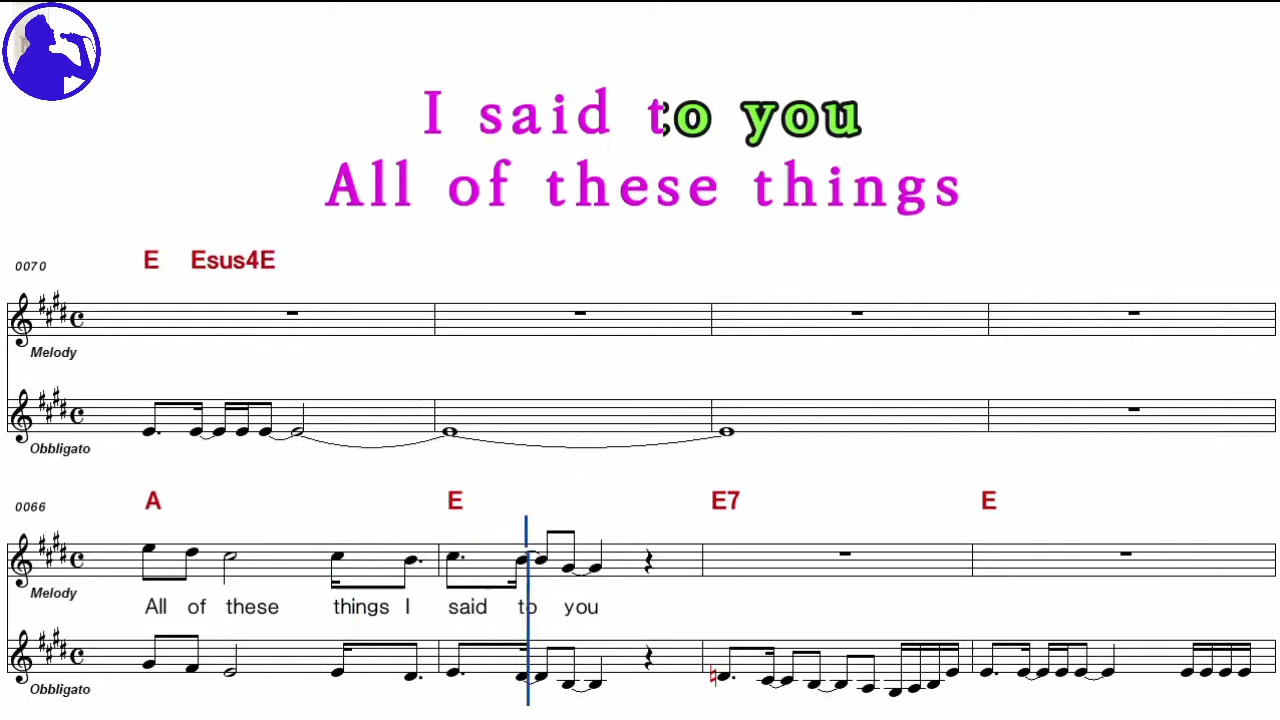 I said to you
All of these things
E Esus4E
0070
Melody
Obbligato
A E E7 E
0066
Melody
All of these things I said to you
Obbligato